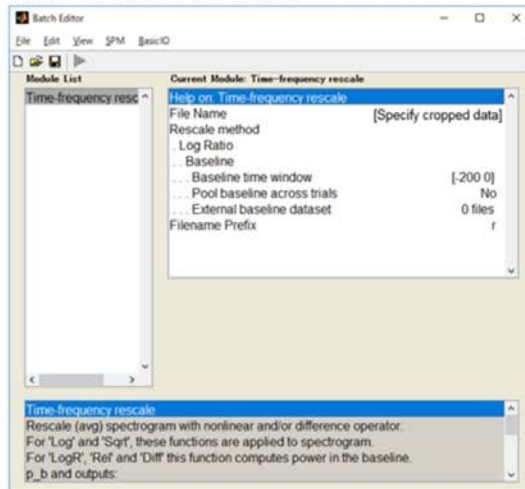 Batch Editor
File Edit View SPM BasicIO
Module List
Time-frequency resc
Current Module: Time-frequency rescale
Help on: Time-frequency rescale
File Name [Specify cropped data]
Rescale method
. Log Ratio
. . Baseline
. . . Baseline time window [-200 0]
. . . Pool baseline across trials No
. . . External baseline dataset 0 files
Filename Prefix r
Time-frequency rescale
Rescale (avg) spectrogram with nonlinear and/or difference operator.
For 'Log' and 'Sqrt', these functions are applied to spectrogram.
For 'LogR', 'Rel' and 'Diff' this function computes power in the baseline.
p_b and outputs: